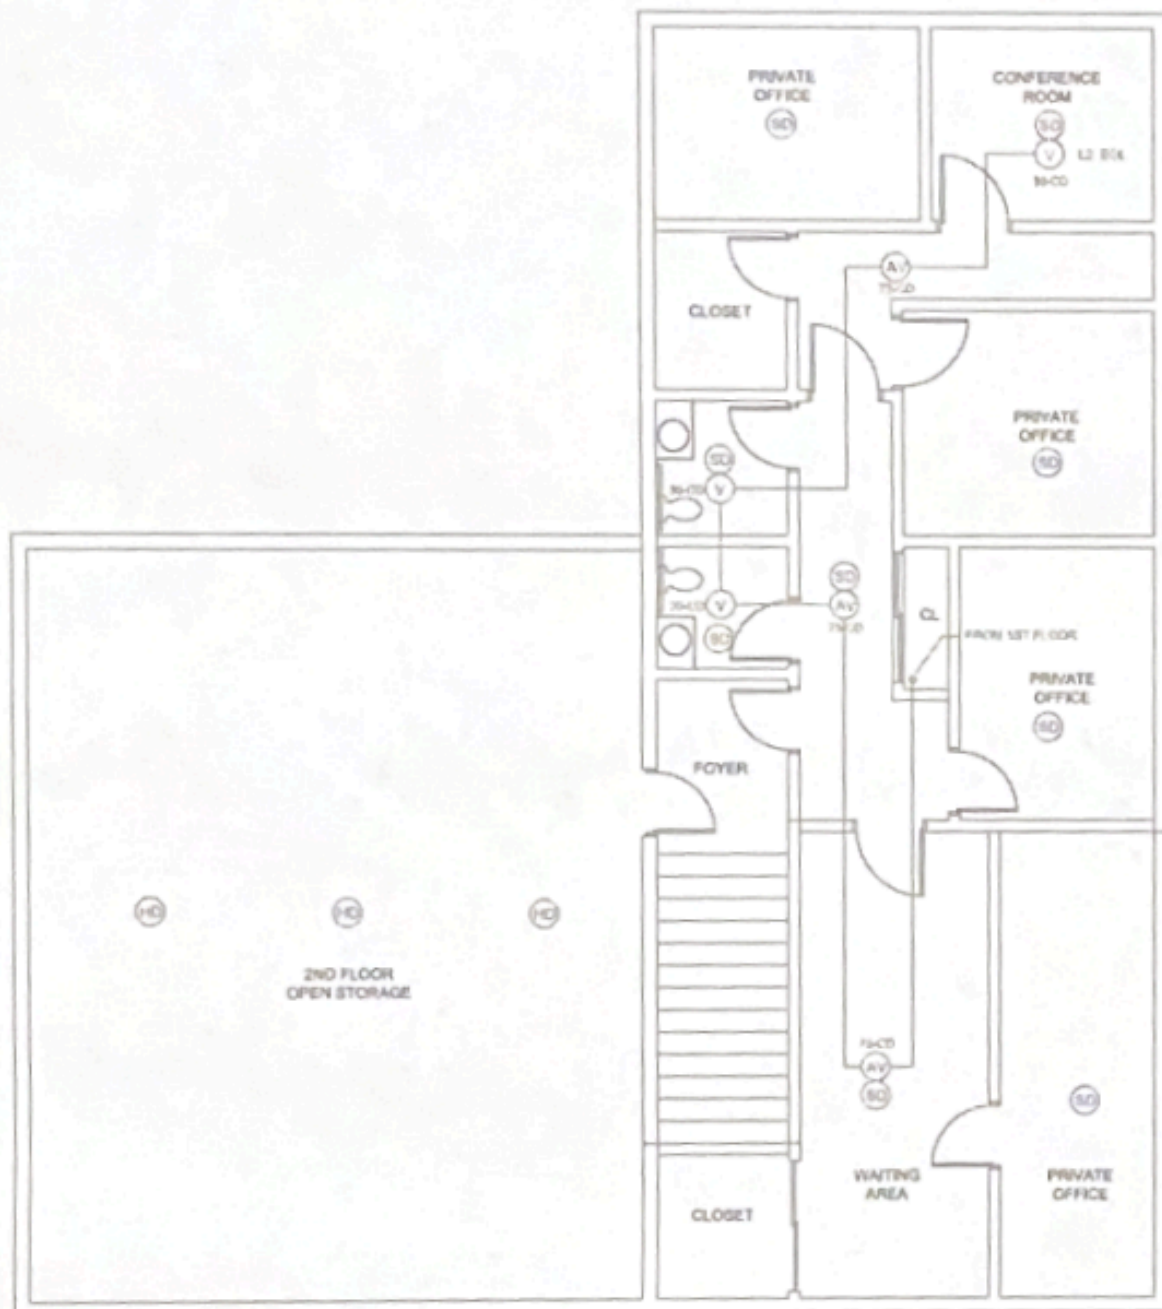 PRIVATE
OFFICE
SD
CONFERENCE
ROOM
SD
V
AV
CLOSET
PRIVATE
OFFICE
SD
SD
V
SD
AV
V
SD
CL
FROM 1ST FLOOR
PRIVATE
OFFICE
SD
FOYER
HD
HD
HD
2ND FLOOR
OPEN STORAGE
AV
SD
SD
WAITING
AREA
PRIVATE
OFFICE
CLOSET